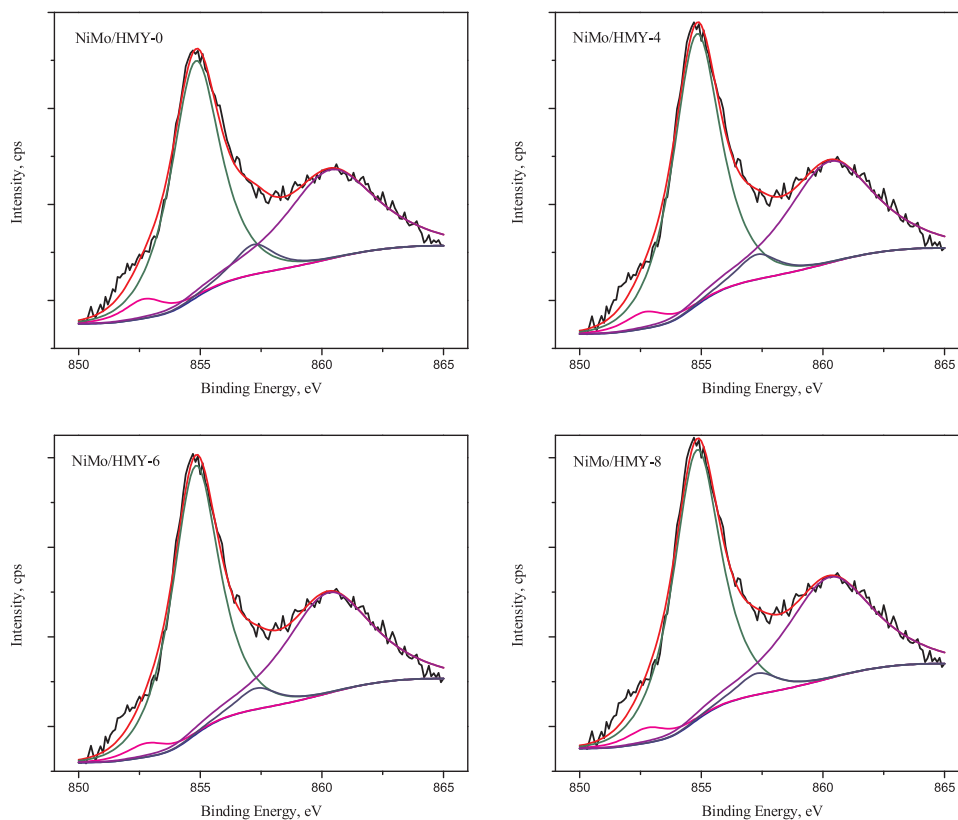 NiMo/HMY-0
Intensity, cps
850 855 860 865
Binding Energy, eV
NiMo/HMY-4
Intensity, cps
850 855 860 865
Binding Energy, eV
NiMo/HMY-6
Intensity, cps
850 855 860 865
Binding Energy, eV
NiMo/HMY-8
Intensity, cps
850 855 860 865
Binding Energy, eV